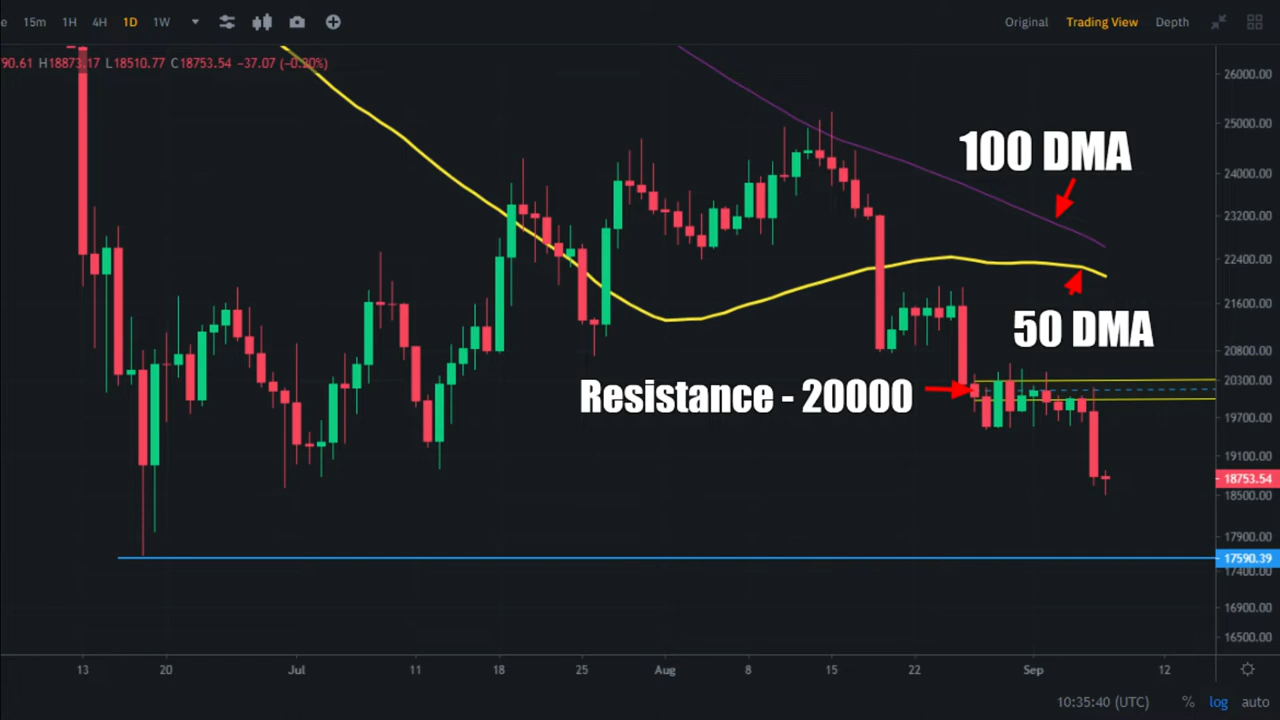 e 15m 1H 4H 1D 1W Original Trading View Depth
90.61 H18873.17 L18510.77 C18753.54 −37.07 (−0.20%)
26000.00
25000.00
100 DMA
24000.00
23200.00
22400.00
21600.00
50 DMA
20800.00
20300.00
Resistance - 20000
19700.00
19100.00
18753.54
18500.00
17900.00
17590.39
17400.00
16900.00
16500.00
13 20 Jul 11 18 25 Aug 8 15 22 Sep 12
10:35:40 (UTC) % log auto